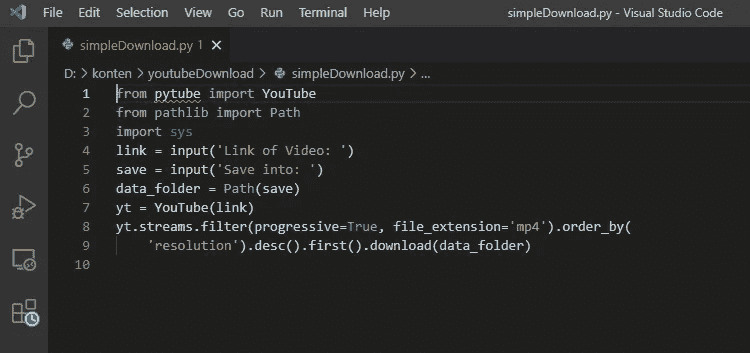 File Edit Selection View Go Run Terminal Help simpleDownload.py - Visual Studio Code
simpleDownload.py 1 ×
D: > konten > youtubeDownload > simpleDownload.py > ...
1 from pytube import YouTube
2 from pathlib import Path
3 import sys
4 link = input('Link of Video: ')
5 save = input('Save into: ')
6 data_folder = Path(save)
7 yt = YouTube(link)
8 yt.streams.filter(progressive=True, file_extension='mp4').order_by(
9     'resolution').desc().first().download(data_folder)
10